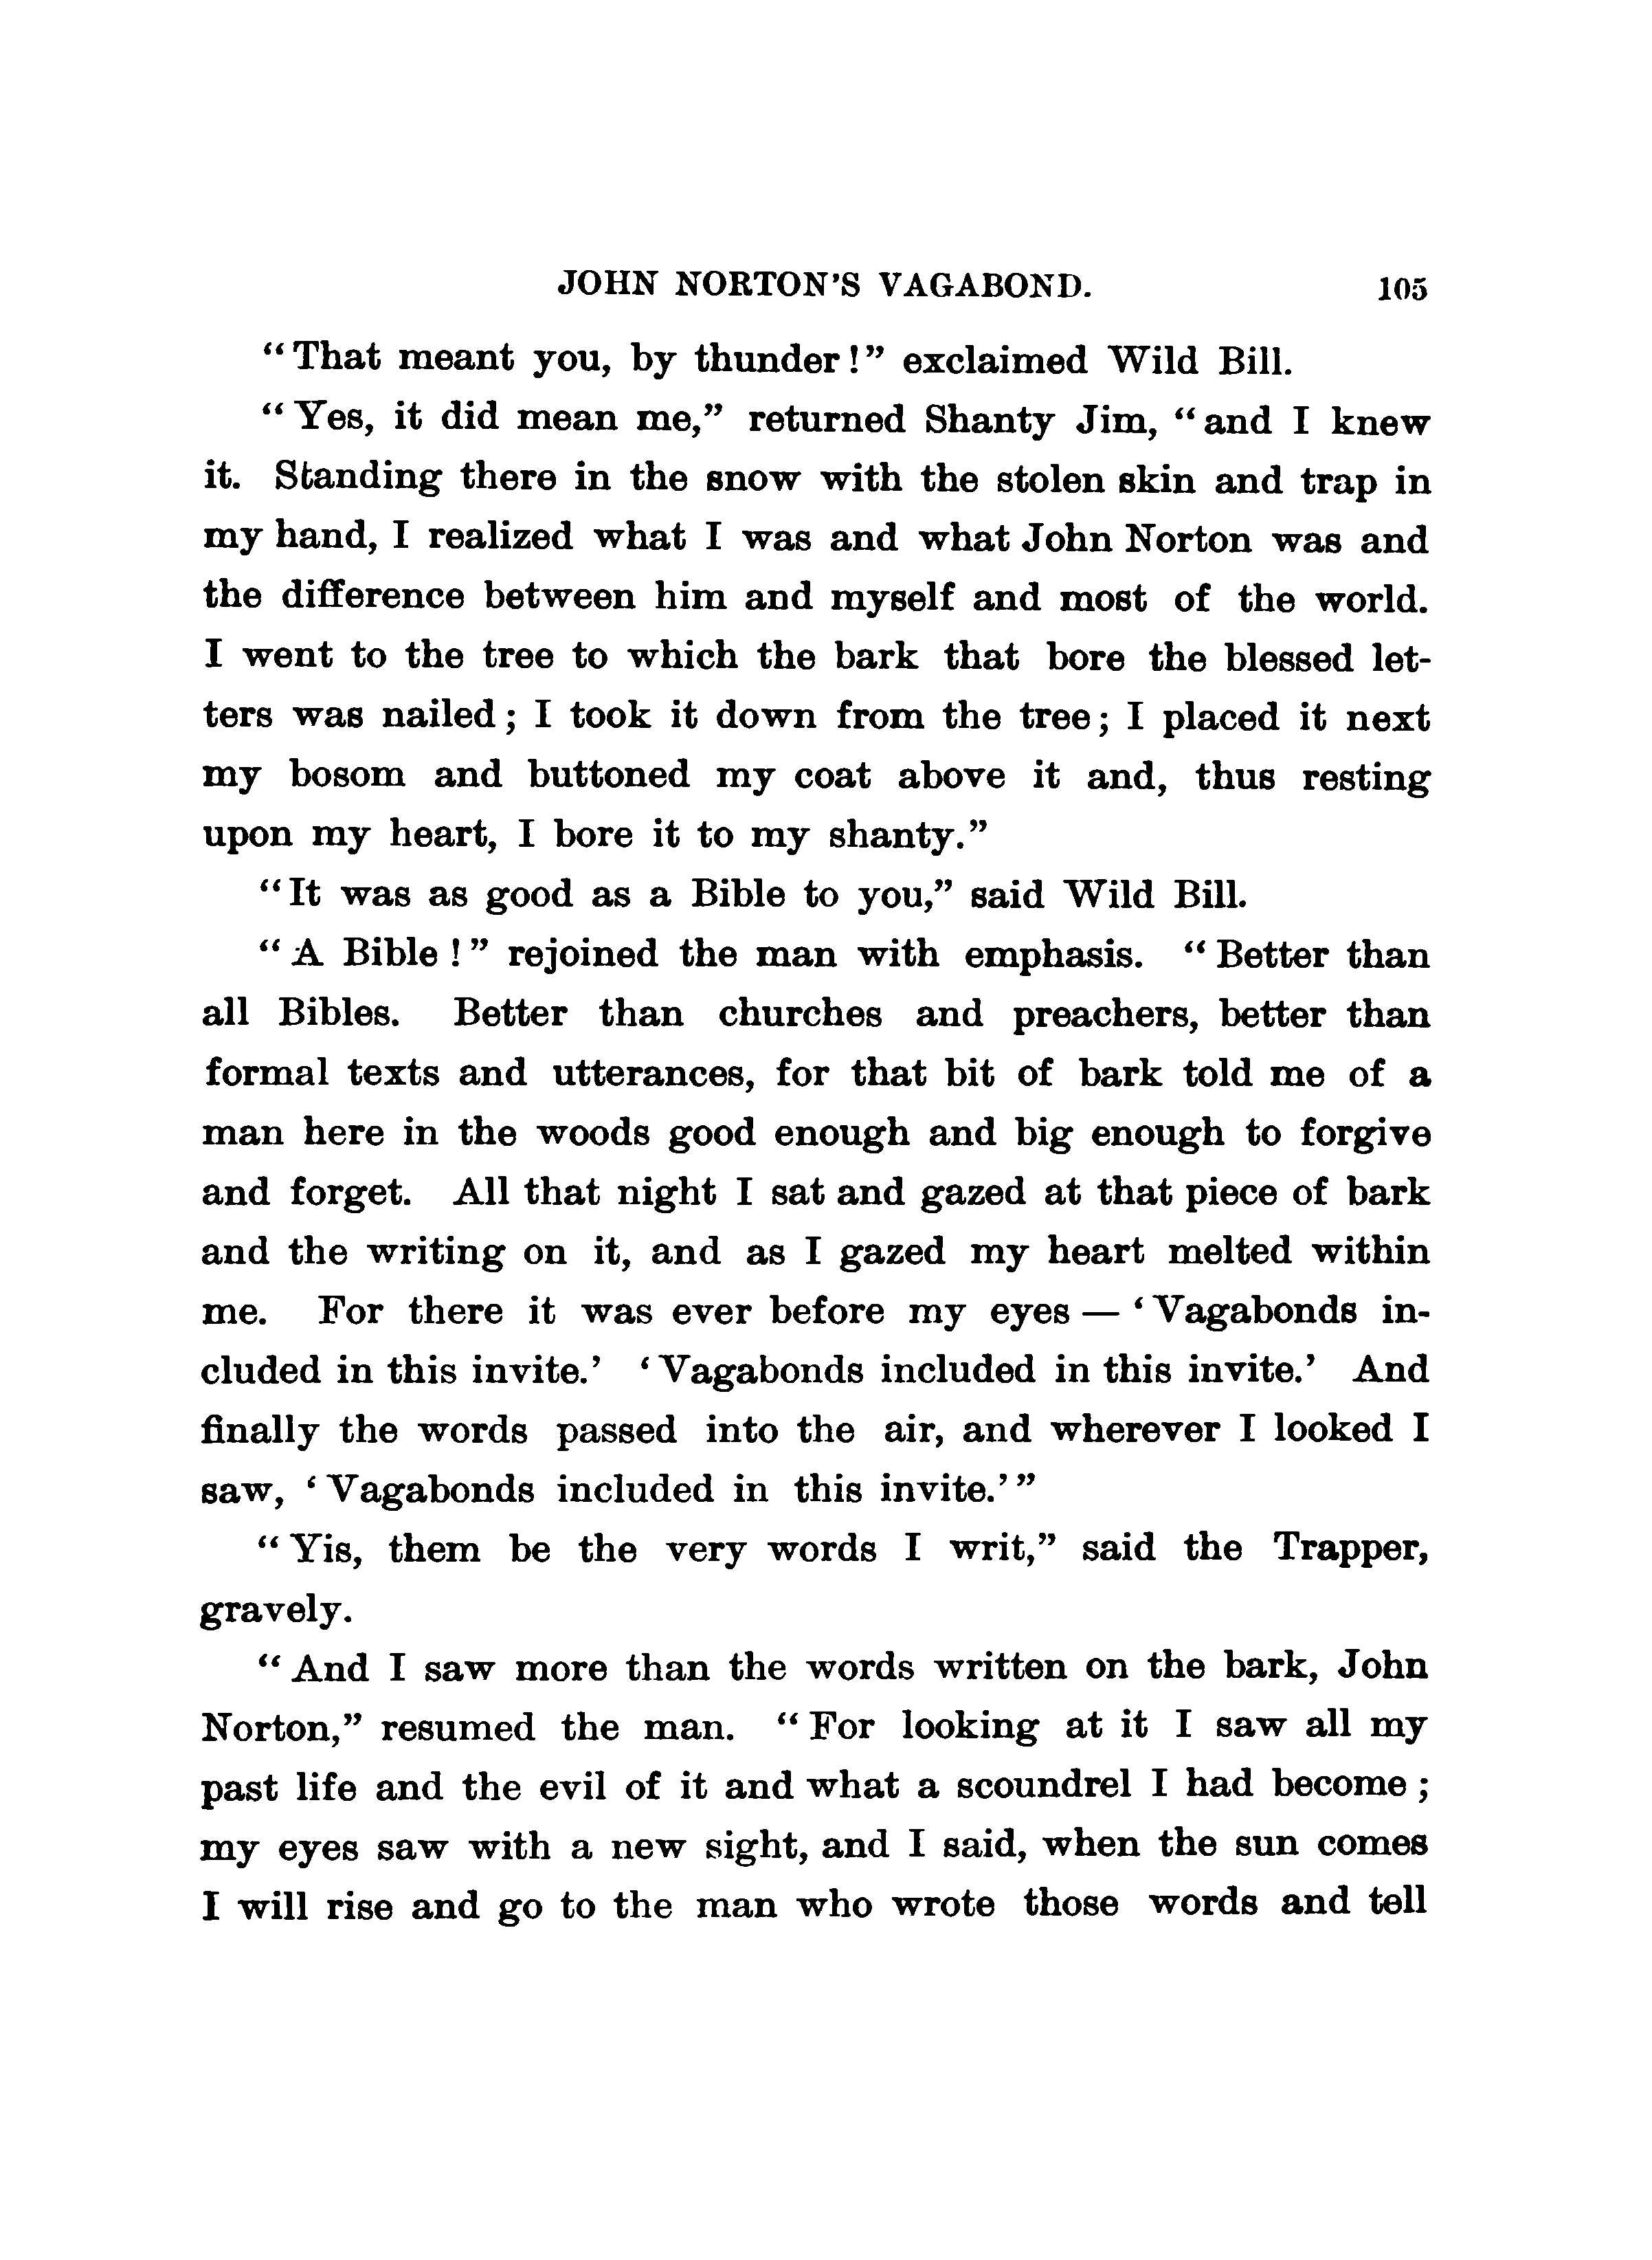 JOHN NORTON'S VAGABOND. 105
“That meant you, by thunder!” exclaimed Wild Bill.
“Yes, it did mean me,” returned Shanty Jim, “and I knew
it. Standing there in the snow with the stolen skin and trap in
my hand, I realized what I was and what John Norton was and
the difference between him and myself and most of the world.
I went to the tree to which the bark that bore the blessed let-
ters was nailed; I took it down from the tree; I placed it next
my bosom and buttoned my coat above it and, thus resting
upon my heart, I bore it to my shanty.”
“It was as good as a Bible to you,” said Wild Bill.
“A Bible!” rejoined the man with emphasis. “Better than
all Bibles. Better than churches and preachers, better than
formal texts and utterances, for that bit of bark told me of a
man here in the woods good enough and big enough to forgive
and forget. All that night I sat and gazed at that piece of bark
and the writing on it, and as I gazed my heart melted within
me. For there it was ever before my eyes — ‘Vagabonds in-
cluded in this invite.’ ‘Vagabonds included in this invite.’ And
finally the words passed into the air, and wherever I looked I
saw, ‘Vagabonds included in this invite.’”
“Yis, them be the very words I writ,” said the Trapper,
gravely.
“And I saw more than the words written on the bark, John
Norton,” resumed the man. “For looking at it I saw all my
past life and the evil of it and what a scoundrel I had become;
my eyes saw with a new sight, and I said, when the sun comes
I will rise and go to the man who wrote those words and tell